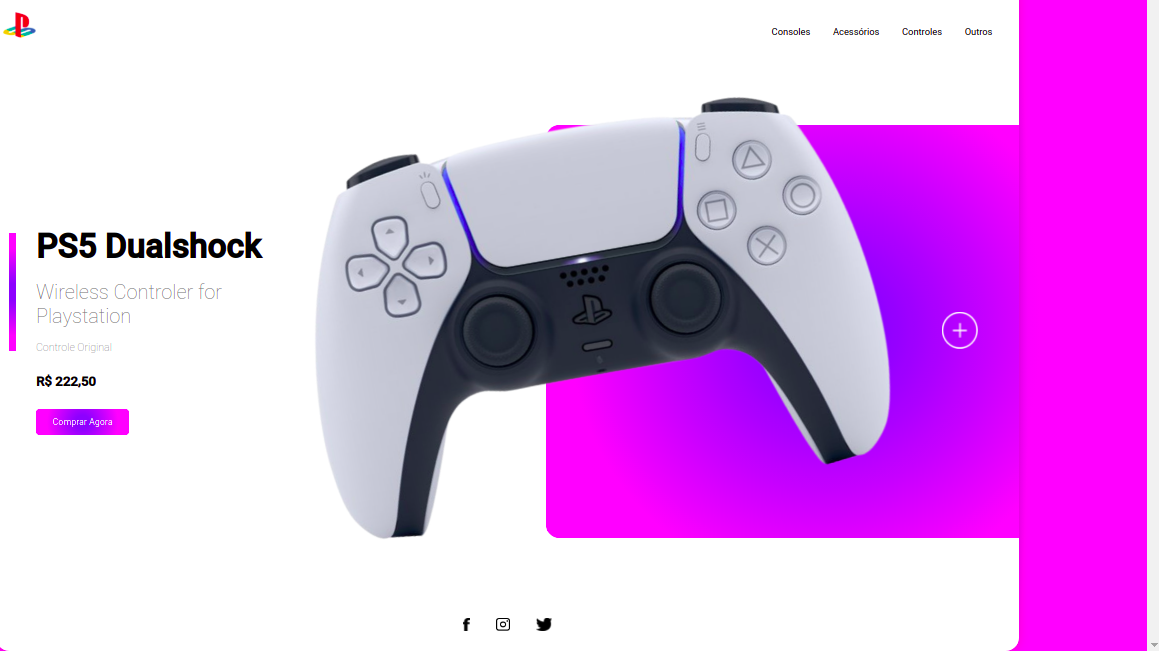 Consoles Acessórios Controles Outros
PS5 Dualshock
Wireless Controler for
Playstation
Controle Original
R$ 222,50
Comprar Agora